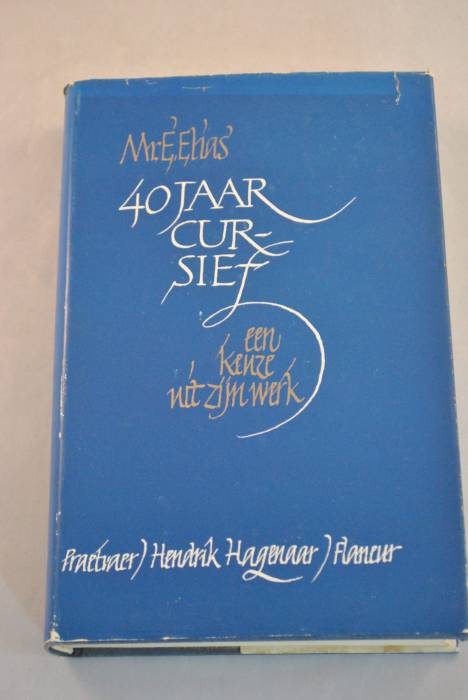 Mr. E. Elias
40 JAAR
CUR-
SIEf
een
keuze
uit zijn werk
Praetvaer) Hendrik Hagenaar) Flaneur